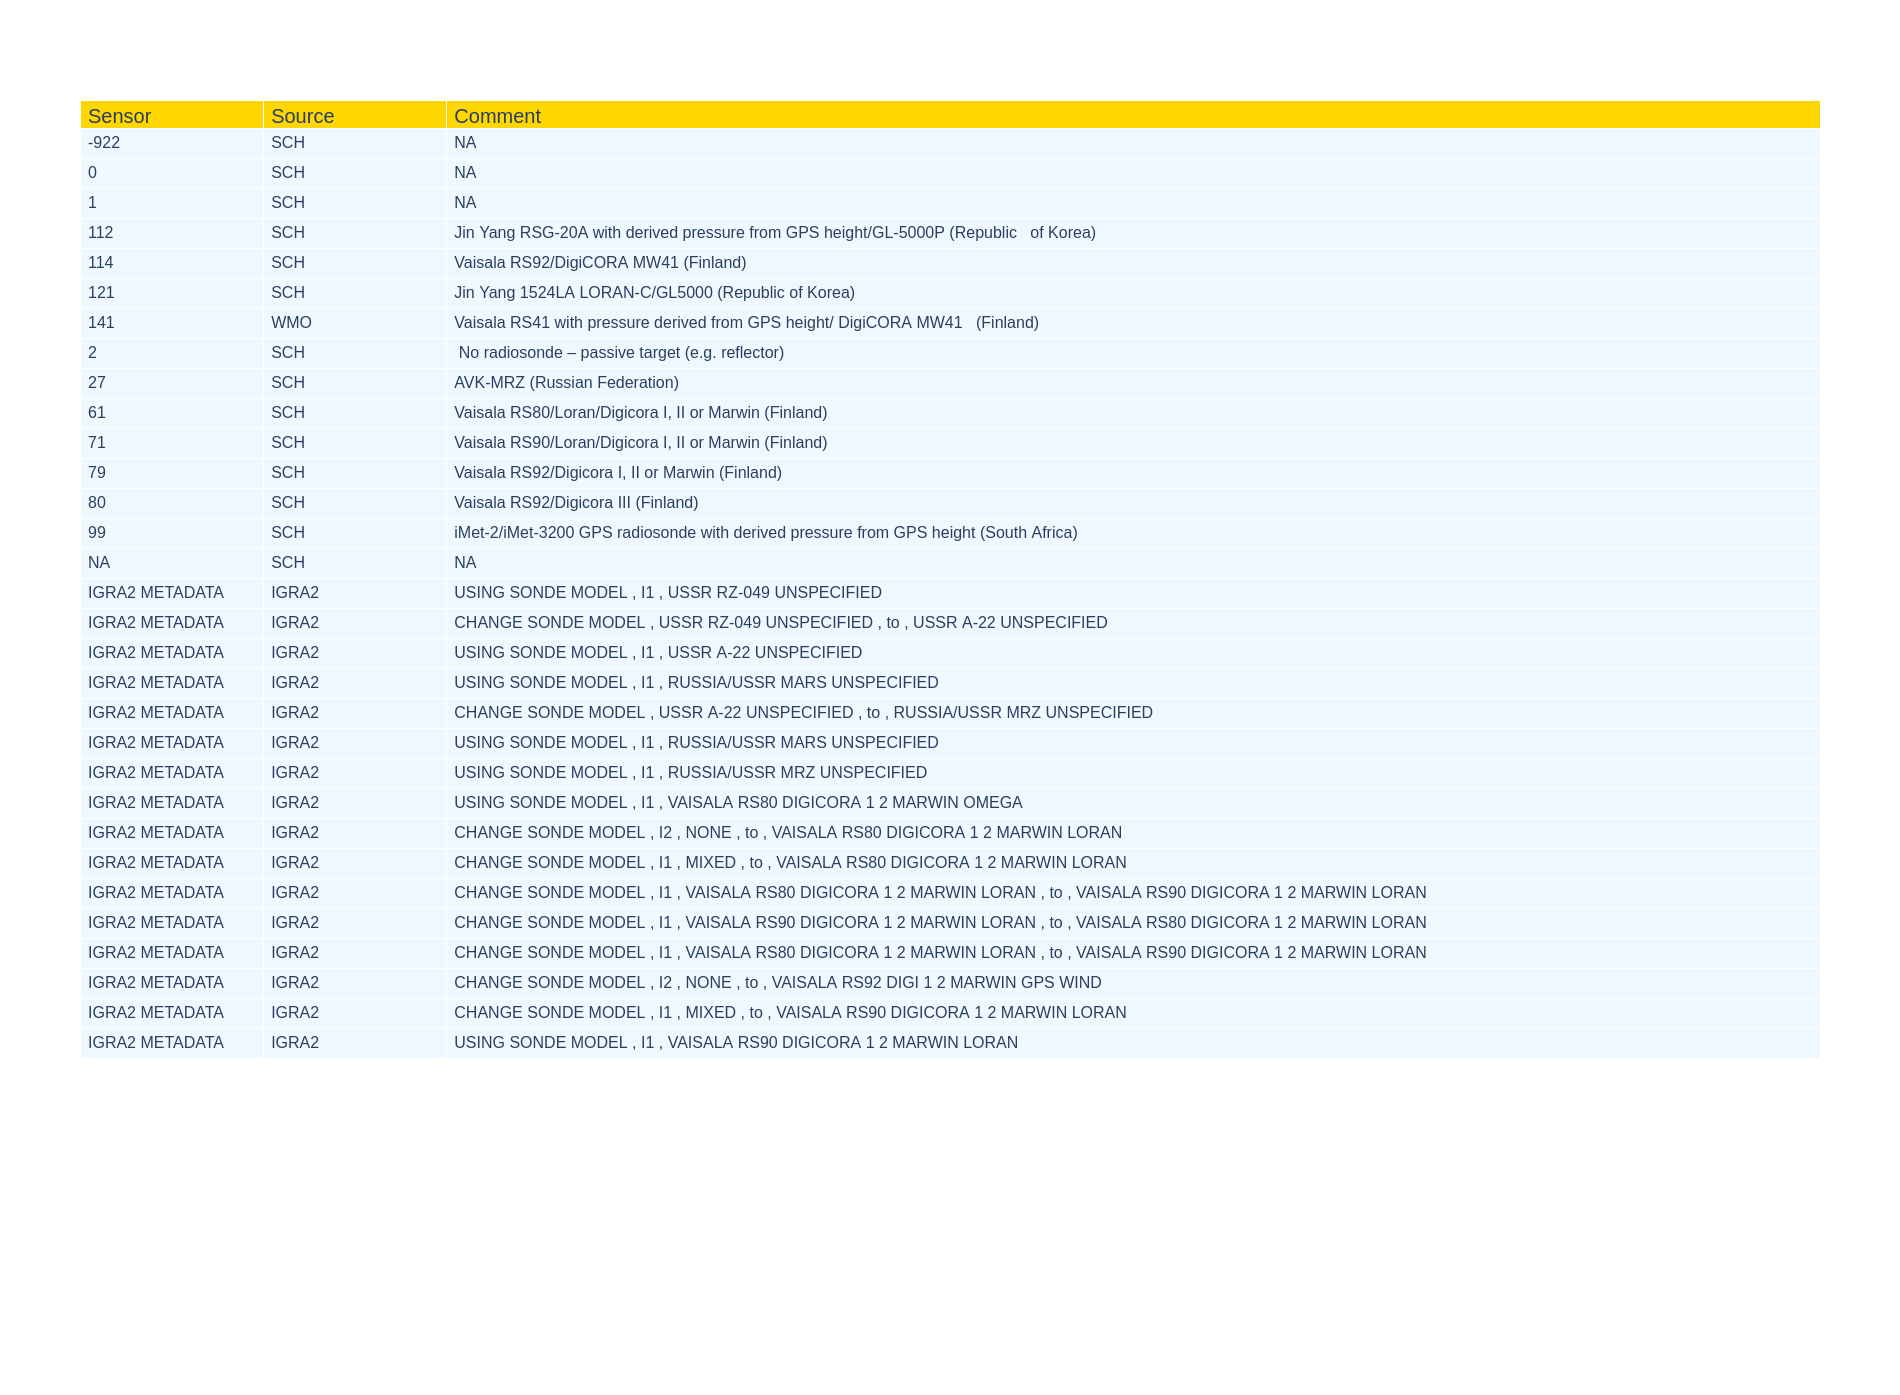 Sensor Source Comment
-922 SCH NA
0 SCH NA
1 SCH NA
112 SCH Jin Yang RSG-20A with derived pressure from GPS height/GL-5000P (Republic   of Korea)
114 SCH Vaisala RS92/DigiCORA MW41 (Finland)
121 SCH Jin Yang 1524LA LORAN-C/GL5000 (Republic of Korea)
141 WMO Vaisala RS41 with pressure derived from GPS height/ DigiCORA MW41   (Finland)
2 SCH No radiosonde – passive target (e.g. reflector)
27 SCH AVK-MRZ (Russian Federation)
61 SCH Vaisala RS80/Loran/Digicora I, II or Marwin (Finland)
71 SCH Vaisala RS90/Loran/Digicora I, II or Marwin (Finland)
79 SCH Vaisala RS92/Digicora I, II or Marwin (Finland)
80 SCH Vaisala RS92/Digicora III (Finland)
99 SCH iMet-2/iMet-3200 GPS radiosonde with derived pressure from GPS height (South Africa)
NA SCH NA
IGRA2 METADATA IGRA2 USING SONDE MODEL , I1 , USSR RZ-049 UNSPECIFIED
IGRA2 METADATA IGRA2 CHANGE SONDE MODEL , USSR RZ-049 UNSPECIFIED , to , USSR A-22 UNSPECIFIED
IGRA2 METADATA IGRA2 USING SONDE MODEL , I1 , USSR A-22 UNSPECIFIED
IGRA2 METADATA IGRA2 USING SONDE MODEL , I1 , RUSSIA/USSR MARS UNSPECIFIED
IGRA2 METADATA IGRA2 CHANGE SONDE MODEL , USSR A-22 UNSPECIFIED , to , RUSSIA/USSR MRZ UNSPECIFIED
IGRA2 METADATA IGRA2 USING SONDE MODEL , I1 , RUSSIA/USSR MARS UNSPECIFIED
IGRA2 METADATA IGRA2 USING SONDE MODEL , I1 , RUSSIA/USSR MRZ UNSPECIFIED
IGRA2 METADATA IGRA2 USING SONDE MODEL , I1 , VAISALA RS80 DIGICORA 1 2 MARWIN OMEGA
IGRA2 METADATA IGRA2 CHANGE SONDE MODEL , I2 , NONE , to , VAISALA RS80 DIGICORA 1 2 MARWIN LORAN
IGRA2 METADATA IGRA2 CHANGE SONDE MODEL , I1 , MIXED , to , VAISALA RS80 DIGICORA 1 2 MARWIN LORAN
IGRA2 METADATA IGRA2 CHANGE SONDE MODEL , I1 , VAISALA RS80 DIGICORA 1 2 MARWIN LORAN , to , VAISALA RS90 DIGICORA 1 2 MARWIN LORAN
IGRA2 METADATA IGRA2 CHANGE SONDE MODEL , I1 , VAISALA RS90 DIGICORA 1 2 MARWIN LORAN , to , VAISALA RS80 DIGICORA 1 2 MARWIN LORAN
IGRA2 METADATA IGRA2 CHANGE SONDE MODEL , I1 , VAISALA RS80 DIGICORA 1 2 MARWIN LORAN , to , VAISALA RS90 DIGICORA 1 2 MARWIN LORAN
IGRA2 METADATA IGRA2 CHANGE SONDE MODEL , I2 , NONE , to , VAISALA RS92 DIGI 1 2 MARWIN GPS WIND
IGRA2 METADATA IGRA2 CHANGE SONDE MODEL , I1 , MIXED , to , VAISALA RS90 DIGICORA 1 2 MARWIN LORAN
IGRA2 METADATA IGRA2 USING SONDE MODEL , I1 , VAISALA RS90 DIGICORA 1 2 MARWIN LORAN